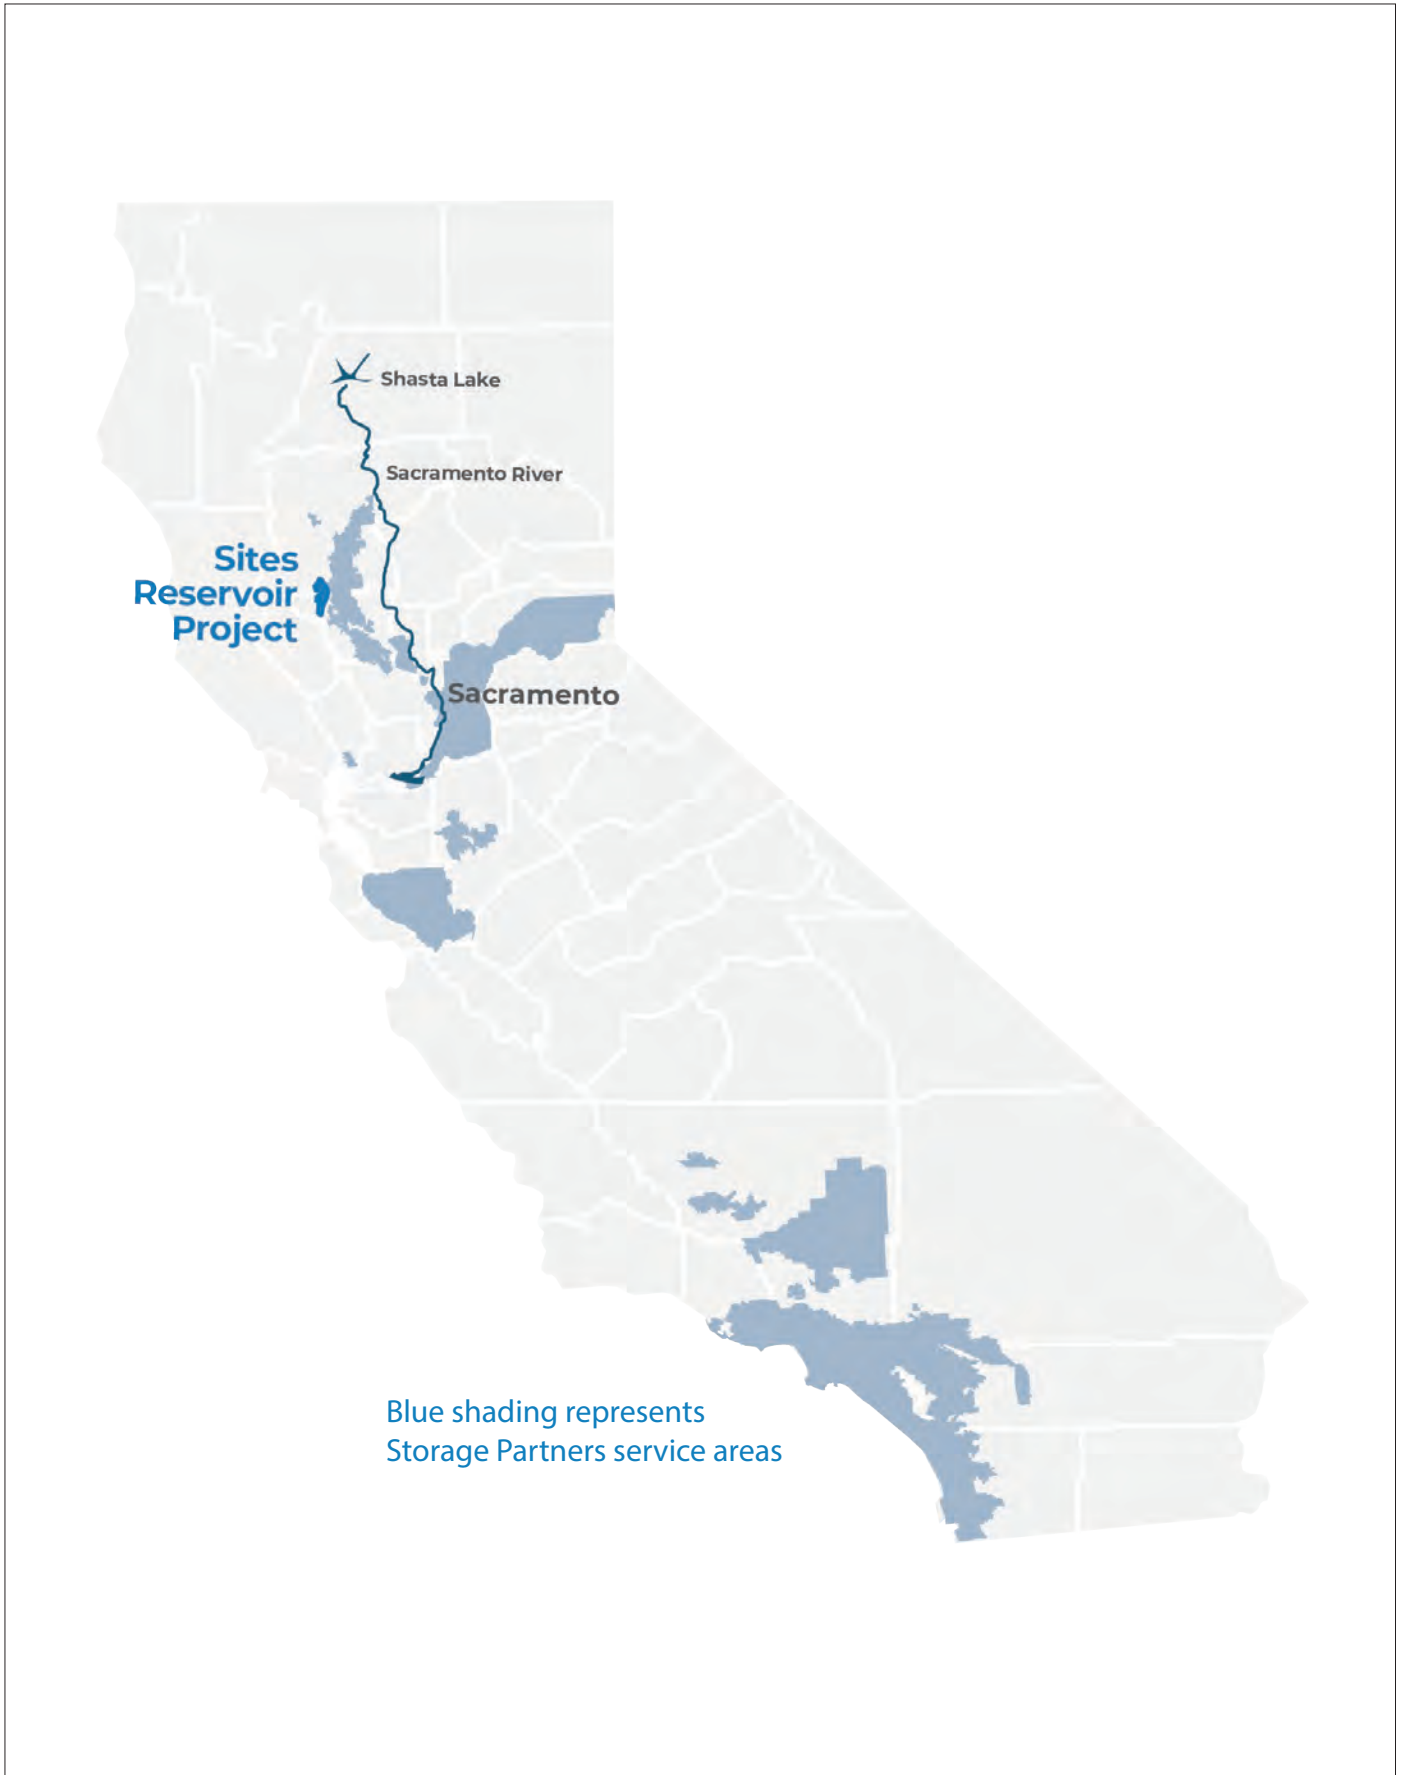 Shasta Lake
Sacramento River
Sites
Reservoir
Project
Sacramento
Blue shading represents
Storage Partners service areas